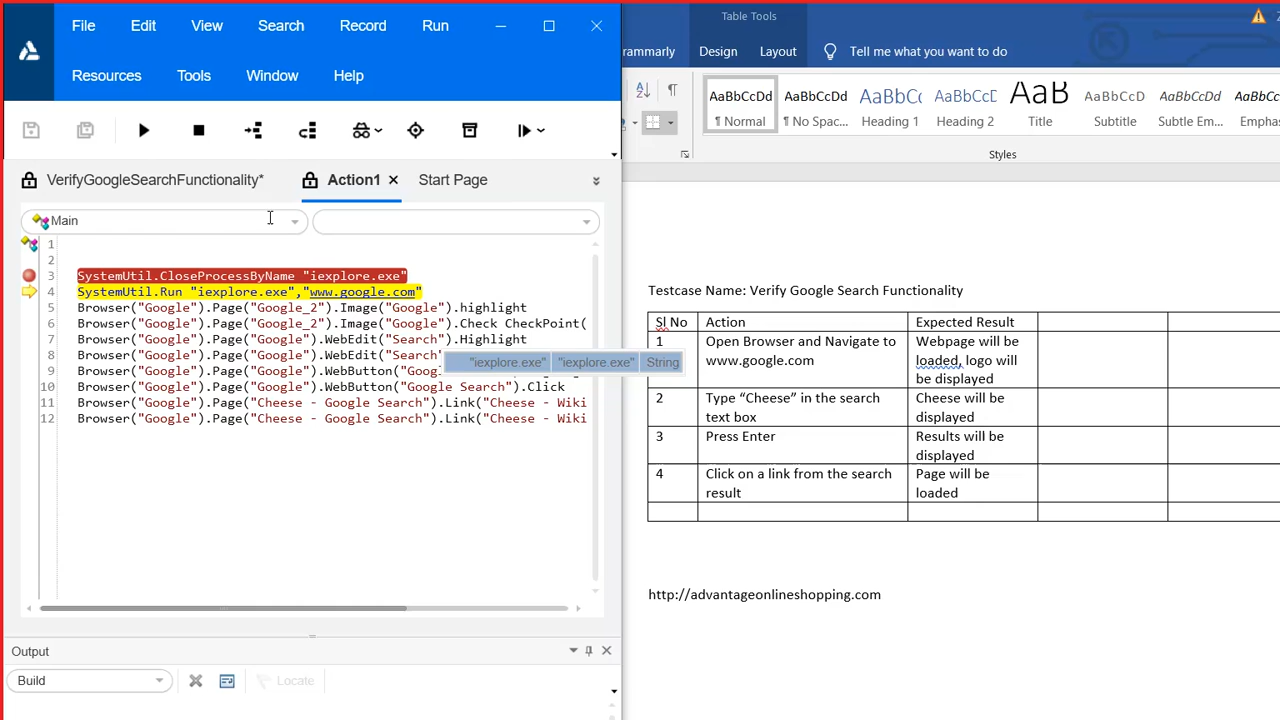 File Edit View Search Record Run
Resources Tools Window Help
VerifyGoogleSearchFunctionality* Action1 Start Page
Main
1
2
3 SystemUtil.CloseProcessByName "iexplore.exe"
4 SystemUtil.Run "iexplore.exe","www.google.com"
5 Browser("Google").Page("Google_2").Image("Google").highlight
6 Browser("Google").Page("Google_2").Image("Google").Check CheckPoint(
7 Browser("Google").Page("Google_2").WebEdit("Search").Highlight
8 Browser("Google").Page("Google_2").WebEdit("Search"
"iexplore.exe" "iexplore.exe" String
9 Browser("Google").Page("Google_2").WebButton("Goog
10 Browser("Google").Page("Google_2").WebButton("Google Search").Click
11 Browser("Google").Page("Cheese - Google Search").Link("Cheese - Wiki
12 Browser("Google").Page("Cheese - Google Search").Link("Cheese - Wiki
Output
Build Locate
Table Tools
rammarly Design Layout Tell me what you want to do
AaBbCcDd AaBbCcDd AaBbCc AaBbCcD AaB AaBbCcD AaBbCcDd AaBbCcD
¶ Normal ¶ No Spac... Heading 1 Heading 2 Title Subtitle Subtle Em... Empha
Styles
Testcase Name: Verify Google Search Functionality
Sl No Action Expected Result
1 Open Browser and Navigate to www.google.com Webpage will be loaded, logo will be displayed
2 Type “Cheese” in the search text box Cheese will be displayed
3 Press Enter Results will be displayed
4 Click on a link from the search result Page will be loaded
http://advantageonlineshopping.com